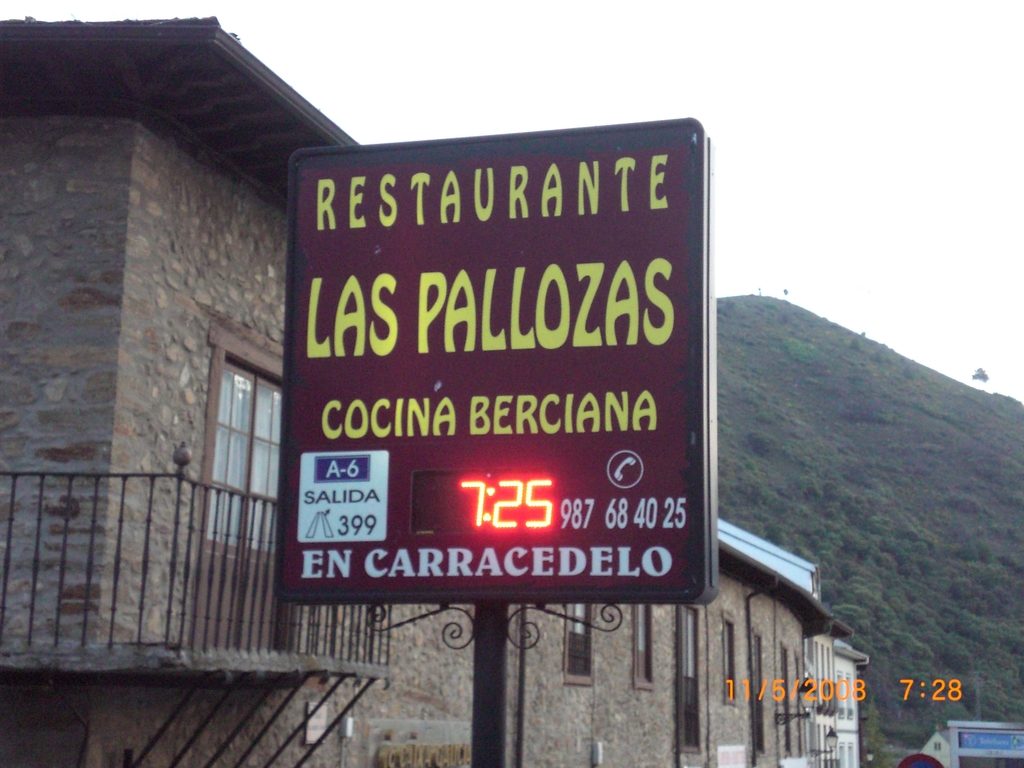 RESTAURANTE
LAS PALLOZAS
COCINA BERCIANA
A-6
SALIDA
399
7:25
987 68 40 25
EN CARRACEDELO
11/5/2008 7:28